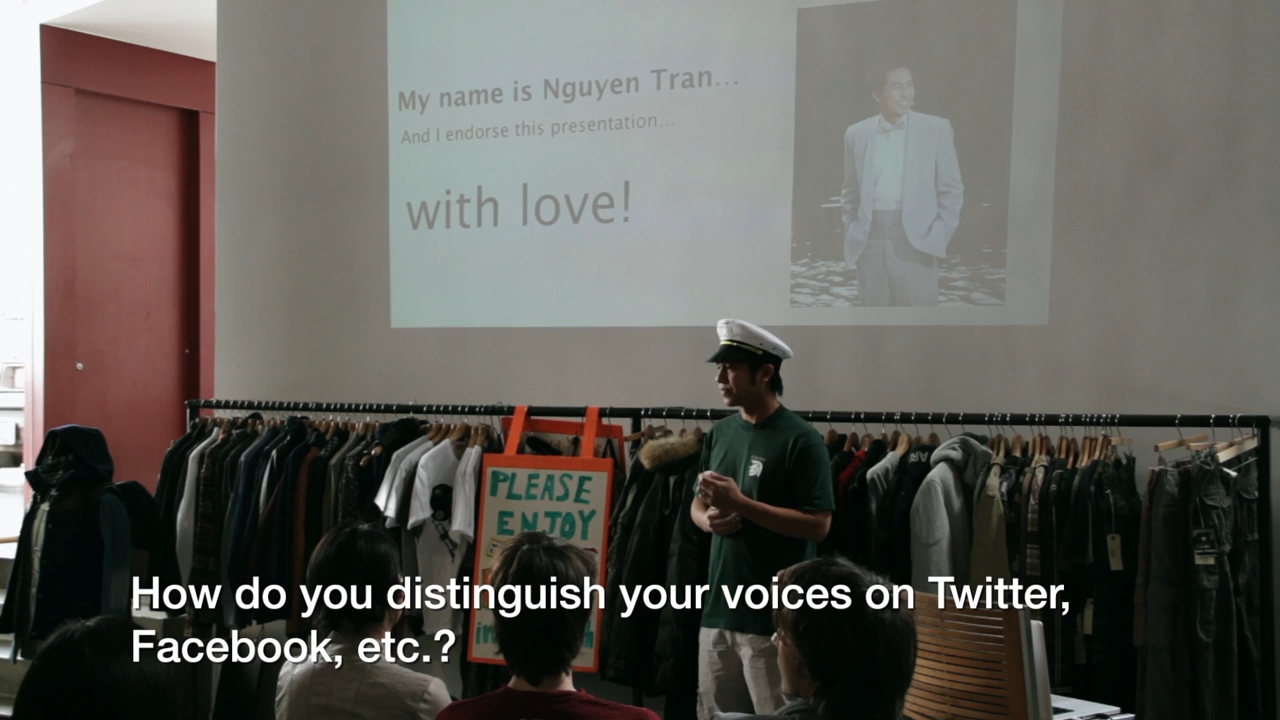 My name is Nguyen Tran...
And I endorse this presentation...
with love!
PLEASE
ENJOY
How do you distinguish your voices on Twitter,
Facebook, etc.?